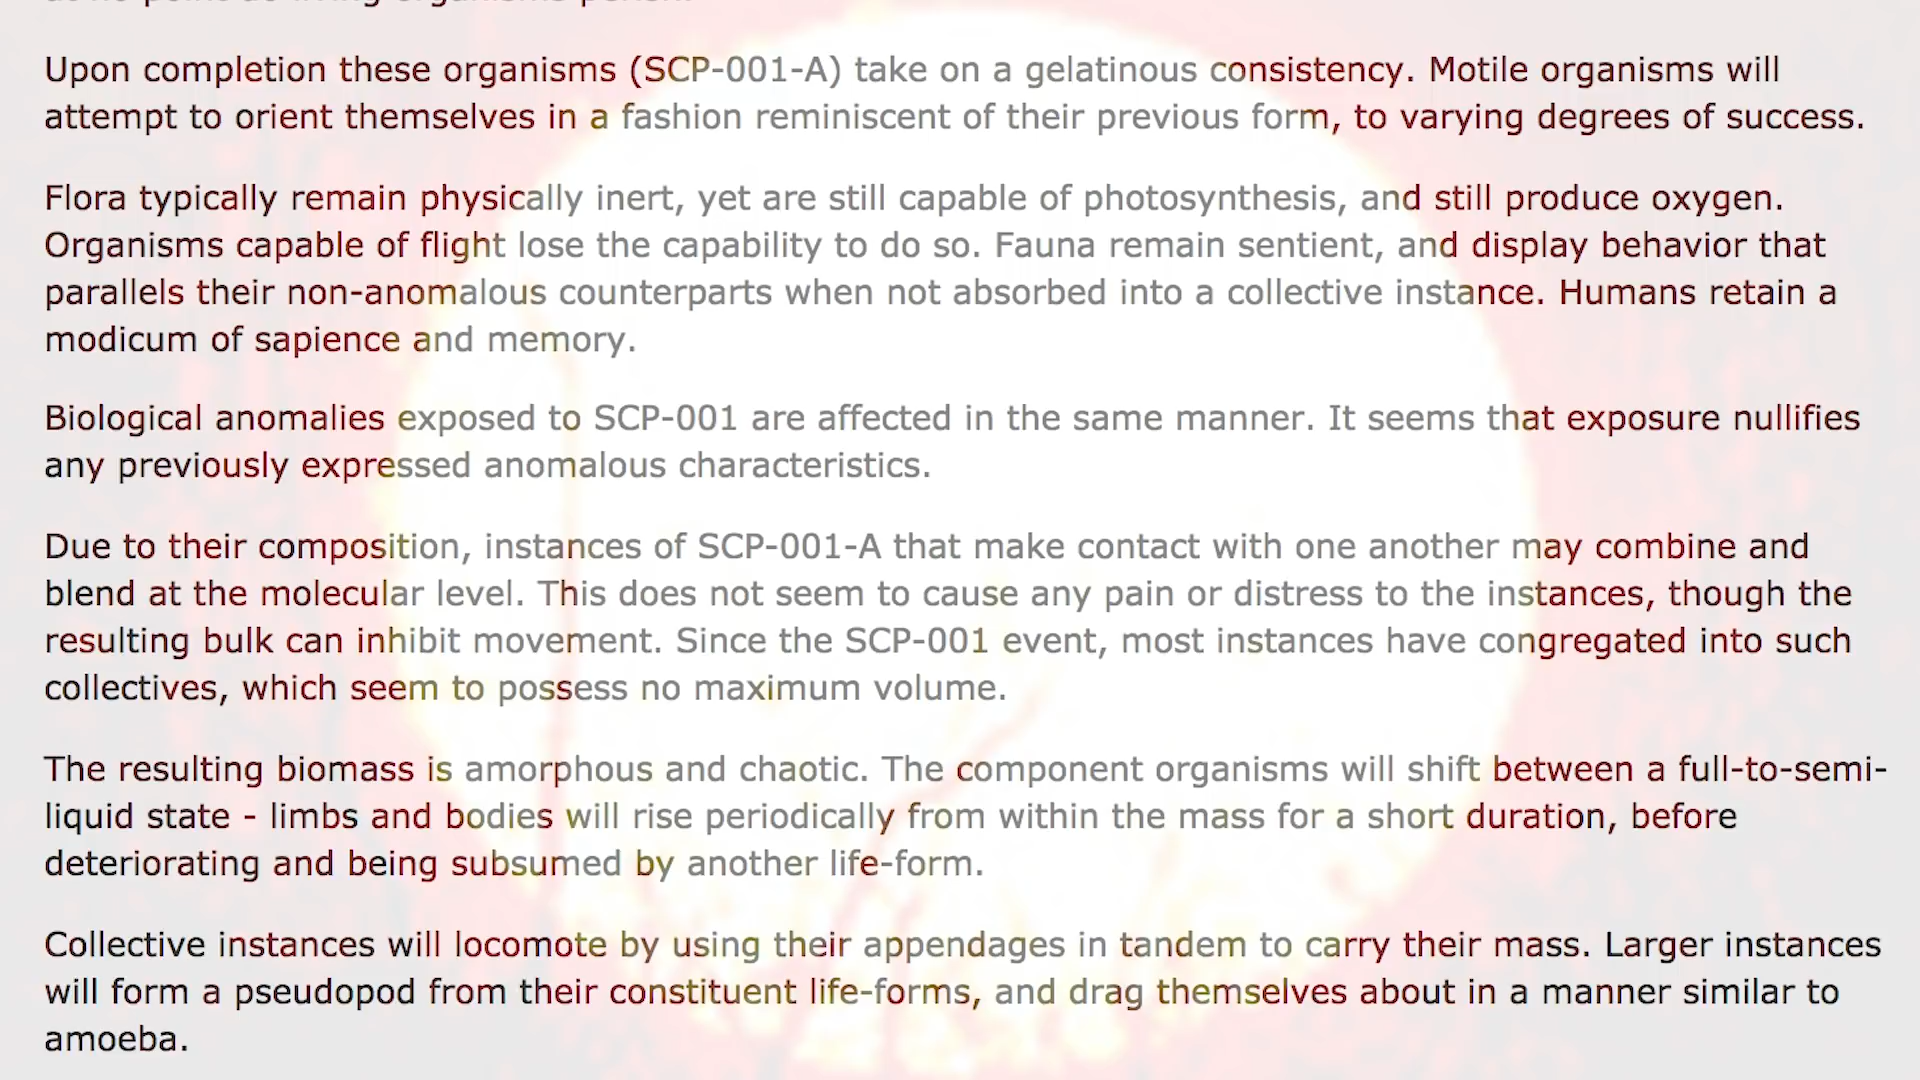 at no point do living organisms perish.
Upon completion these organisms (SCP-001-A) take on a gelatinous consistency. Motile organisms will
attempt to orient themselves in a fashion reminiscent of their previous form, to varying degrees of success.
Flora typically remain physically inert, yet are still capable of photosynthesis, and still produce oxygen.
Organisms capable of flight lose the capability to do so. Fauna remain sentient, and display behavior that
parallels their non-anomalous counterparts when not absorbed into a collective instance. Humans retain a
modicum of sapience and memory.
Biological anomalies exposed to SCP-001 are affected in the same manner. It seems that exposure nullifies
any previously expressed anomalous characteristics.
Due to their composition, instances of SCP-001-A that make contact with one another may combine and
blend at the molecular level. This does not seem to cause any pain or distress to the instances, though the
resulting bulk can inhibit movement. Since the SCP-001 event, most instances have congregated into such
collectives, which seem to possess no maximum volume.
The resulting biomass is amorphous and chaotic. The component organisms will shift between a full-to-semi-
liquid state - limbs and bodies will rise periodically from within the mass for a short duration, before
deteriorating and being subsumed by another life-form.
Collective instances will locomote by using their appendages in tandem to carry their mass. Larger instances
will form a pseudopod from their constituent life-forms, and drag themselves about in a manner similar to
amoeba.